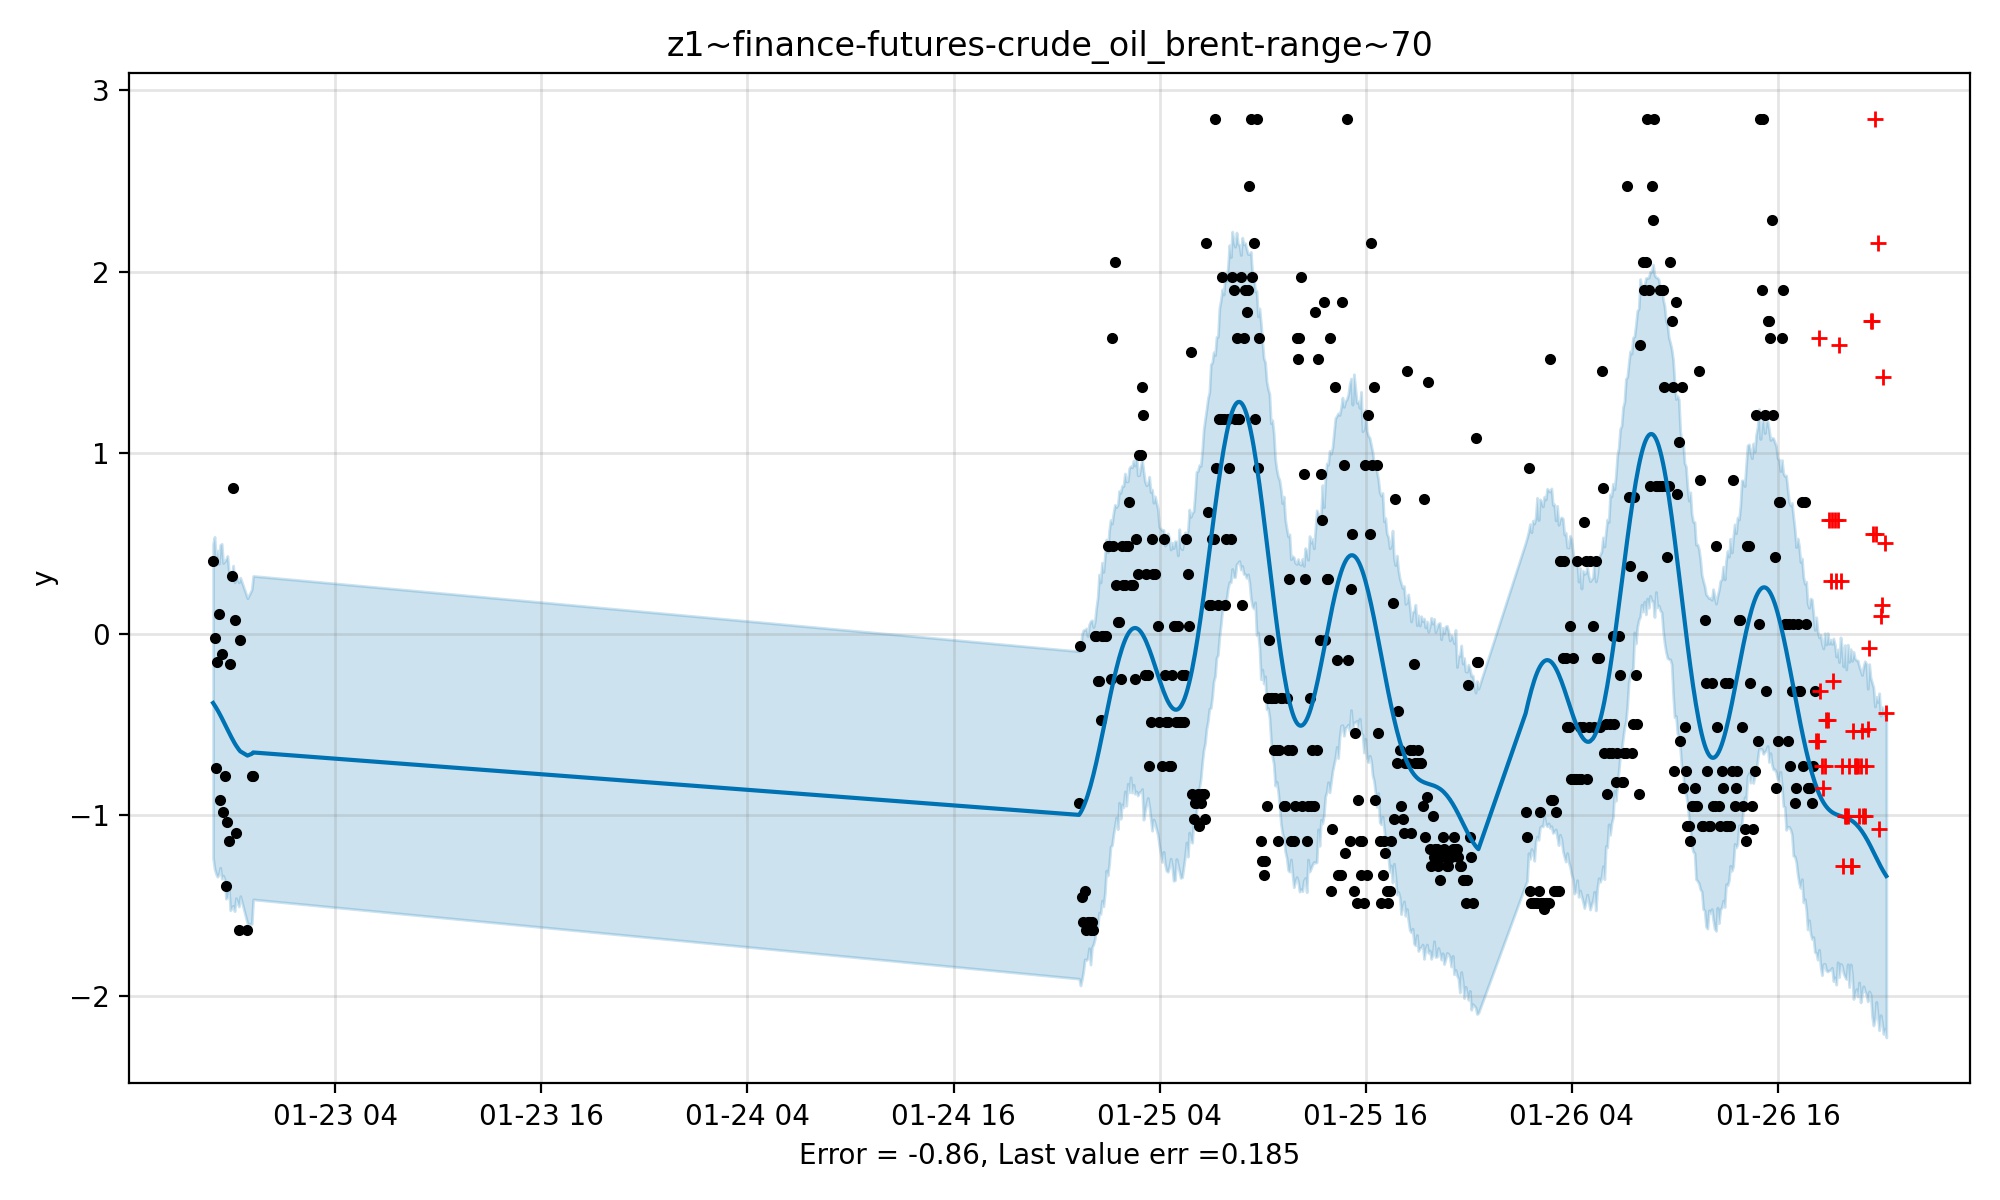 z1~finance-futures-crude_oil_brent-range~70
3
2
1
0
−1
−2
y
01-23 04 01-23 16 01-24 04 01-24 16 01-25 04 01-25 16 01-26 04 01-26 16
Error = -0.86, Last value err =0.185